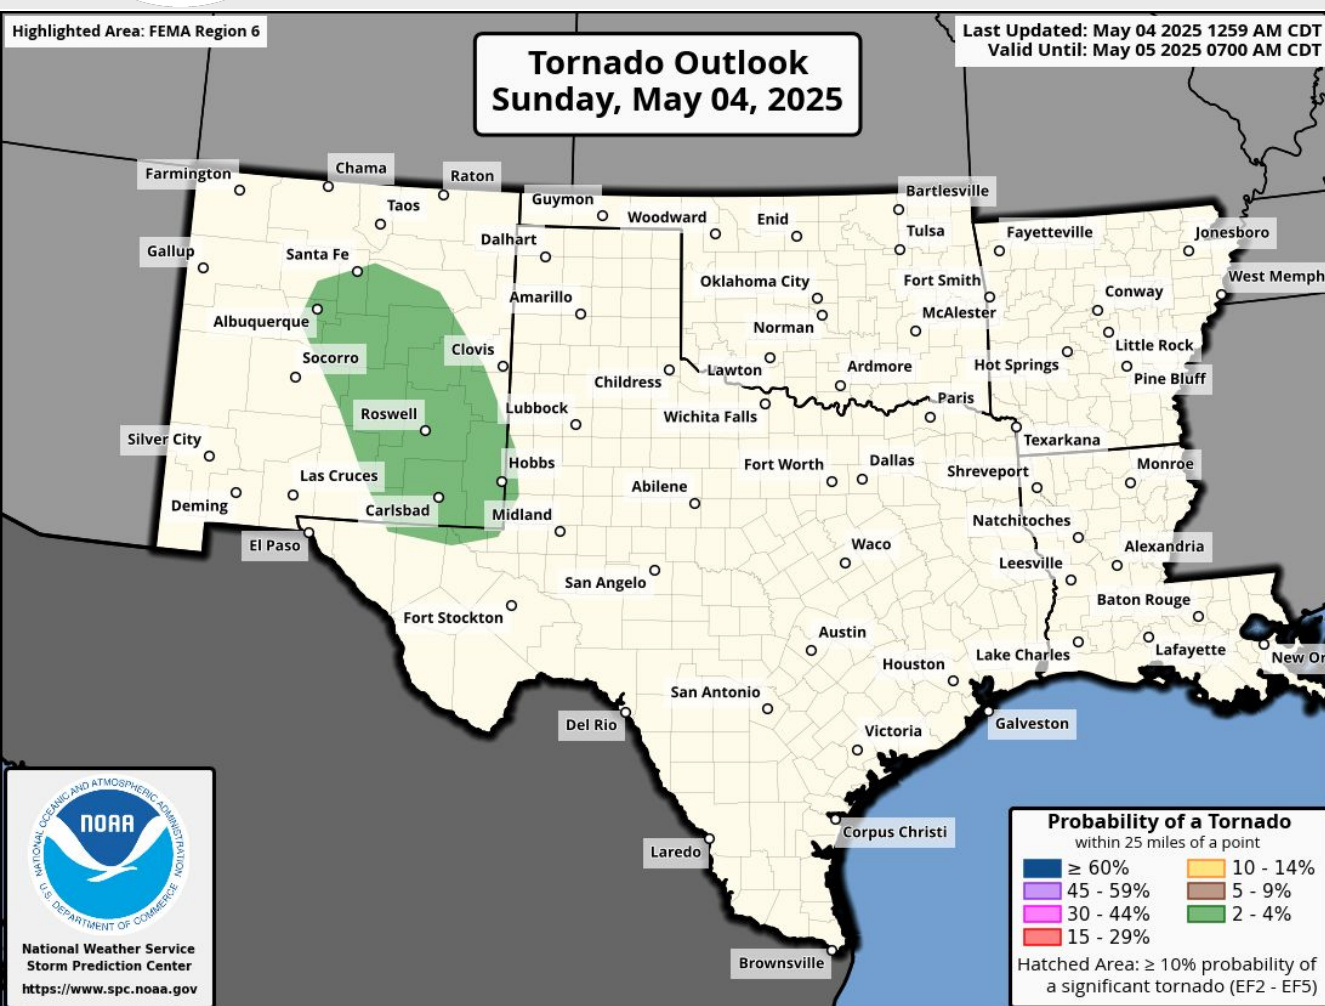 Highlighted Area: FEMA Region 6
Last Updated: May 04 2025 1259 AM CDT
Valid Until: May 05 2025 0700 AM CDT
Tornado Outlook
Sunday, May 04, 2025
Farmington
Chama
Raton
Taos
Guymon
Woodward
Enid
Bartlesville
Tulsa
Fayetteville
Jonesboro
Gallup
Santa Fe
Dalhart
Oklahoma City
Fort Smith
West Memph
Albuquerque
Amarillo
Norman
McAlester
Conway
Socorro
Clovis
Childress
Lawton
Ardmore
Hot Springs
Little Rock
Pine Bluff
Roswell
Lubbock
Wichita Falls
Paris
Silver City
Texarkana
Las Cruces
Hobbs
Fort Worth
Dallas
Shreveport
Monroe
Deming
Carlsbad
Midland
Abilene
Natchitoches
El Paso
Waco
Leesville
Alexandria
San Angelo
Baton Rouge
Fort Stockton
Austin
Houston
Lake Charles
Lafayette
New Or
San Antonio
Del Rio
Galveston
Victoria
Corpus Christi
Laredo
Brownsville
NATIONAL OCEANIC AND ATMOSPHERIC ADMINISTRATION
NOAA
U.S. DEPARTMENT OF COMMERCE
National Weather Service
Storm Prediction Center
https://www.spc.noaa.gov
Probability of a Tornado
within 25 miles of a point
≥ 60%
10 - 14%
45 - 59%
5 - 9%
30 - 44%
2 - 4%
15 - 29%
Hatched Area: ≥ 10% probability of
a significant tornado (EF2 - EF5)